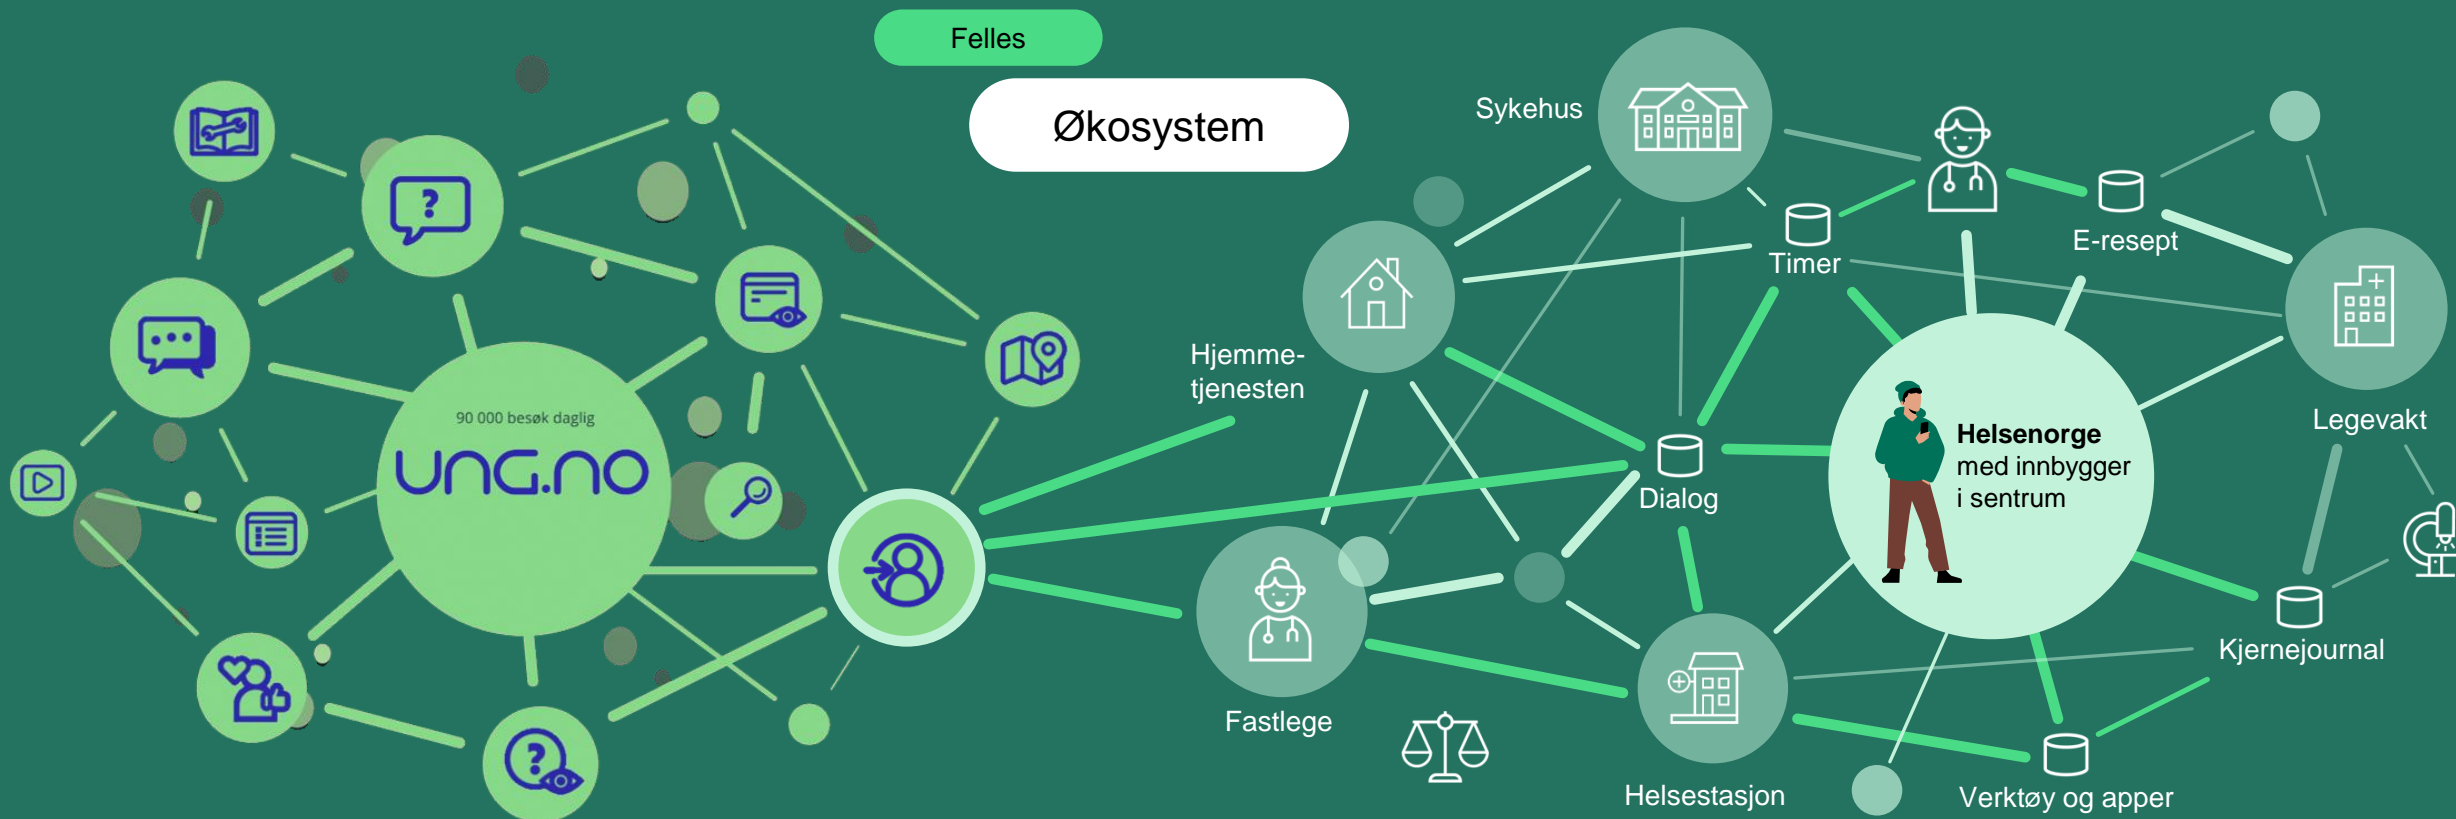 Felles
Økosystem
90 000 besøk daglig
UNG.NO
Sykehus
Timer
E-resept
Hjemme-
tjenesten
Legevakt
Helsenorge
med innbygger
i sentrum
Dialog
Kjernejournal
Fastlege
Helsestasjon
Verktøy og apper